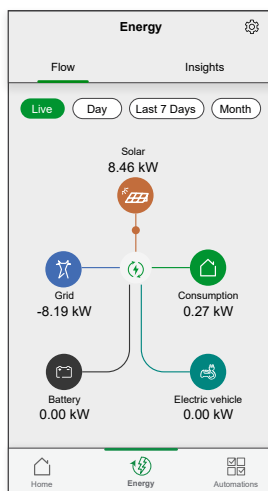 Energy
Flow Insights
Live Day Last 7 Days Month
Solar
8.46 kW
Grid Consumption
-8.19 kW 0.27 kW
Battery Electric vehicle
0.00 kW 0.00 kW
Home Energy Automations